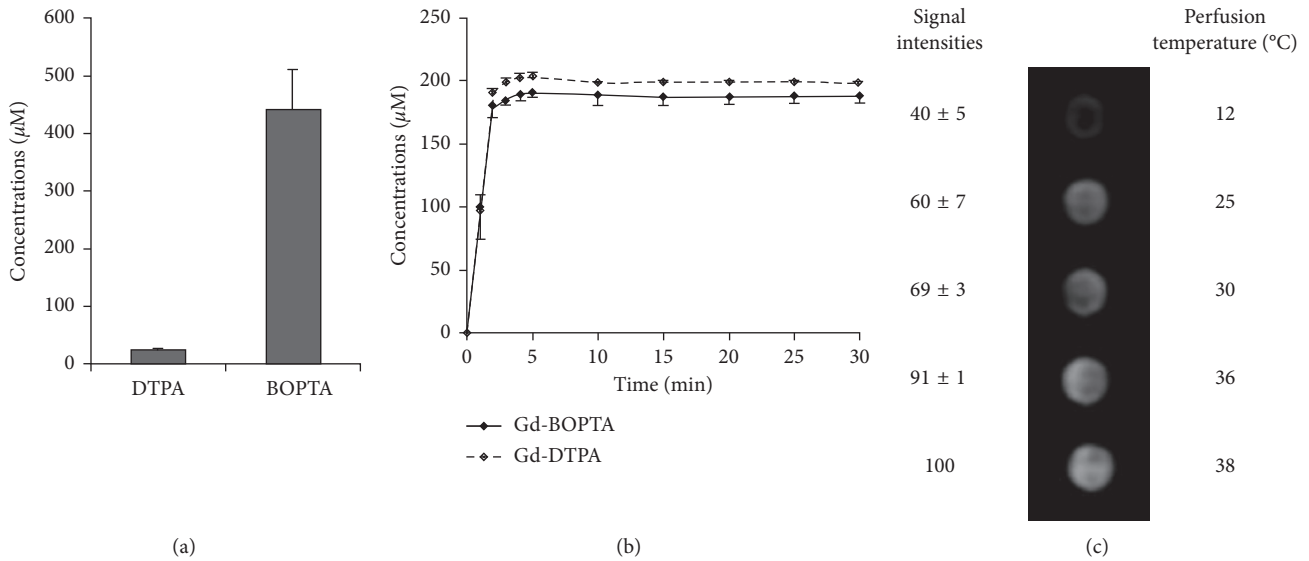 600
500
400
300
200
100
0
Concentrations (μM)
DTPA
BOPTA
(a)
250
200
150
100
50
0
Concentrations (μM)
0 5 10 15 20 25 30
Time (min)
Gd-BOPTA
Gd-DTPA
(b)
Signal
intensities
Perfusion
temperature (°C)
40 ± 5 12
60 ± 7 25
69 ± 3 30
91 ± 1 36
100 38
(c)